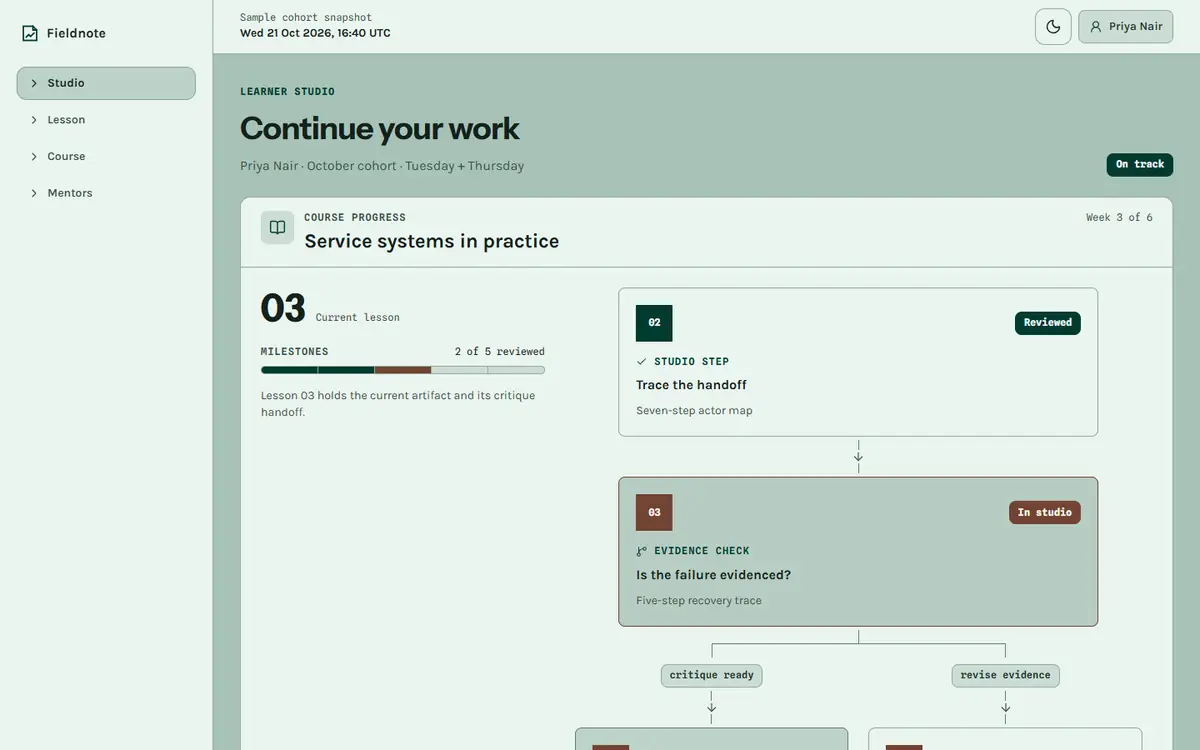 Fieldnote
Studio
Lesson
Course
Mentors
Sample cohort snapshot
Wed 21 Oct 2026, 16:40 UTC
Priya Nair
LEARNER STUDIO
Continue your work
Priya Nair · October cohort · Tuesday + Thursday
On track
COURSE PROGRESS
Service systems in practice
Week 3 of 6
03 Current lesson
MILESTONES
2 of 5 reviewed
Lesson 03 holds the current artifact and its critique
handoff.
02
Reviewed
STUDIO STEP
Trace the handoff
Seven-step actor map
03
In studio
EVIDENCE CHECK
Is the failure evidenced?
Five-step recovery trace
critique ready
revise evidence